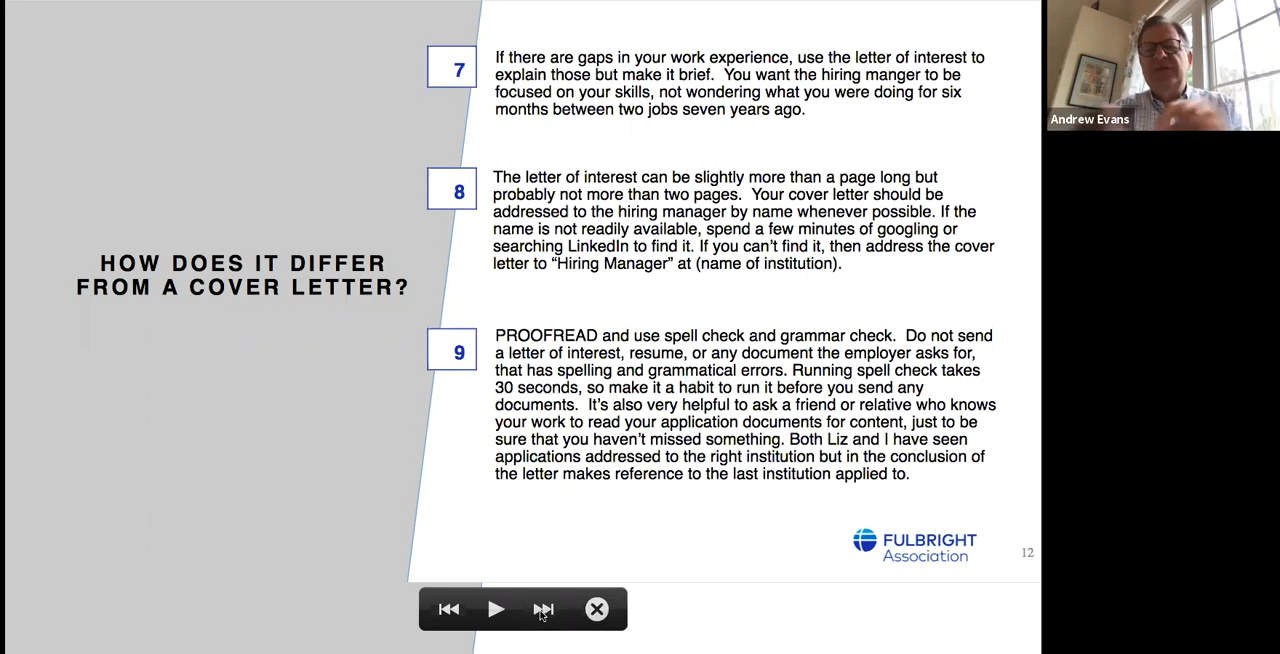 HOW DOES IT DIFFER
FROM A COVER LETTER?
7
If there are gaps in your work experience, use the letter of interest to
explain those but make it brief.  You want the hiring manger to be
focused on your skills, not wondering what you were doing for six
months between two jobs seven years ago.
8
The letter of interest can be slightly more than a page long but
probably not more than two pages.  Your cover letter should be
addressed to the hiring manager by name whenever possible. If the
name is not readily available, spend a few minutes of googling or
searching LinkedIn to find it. If you can’t find it, then address the cover
letter to “Hiring Manager” at (name of institution).
9
PROOFREAD and use spell check and grammar check.  Do not send
a letter of interest, resume, or any document the employer asks for,
that has spelling and grammatical errors. Running spell check takes
30 seconds, so make it a habit to run it before you send any
documents.  It’s also very helpful to ask a friend or relative who knows
your work to read your application documents for content, just to be
sure that you haven’t missed something. Both Liz and I have seen
applications addressed to the right institution but in the conclusion of
the letter makes reference to the last institution applied to.
FULBRIGHT
Association
12
Andrew Evans